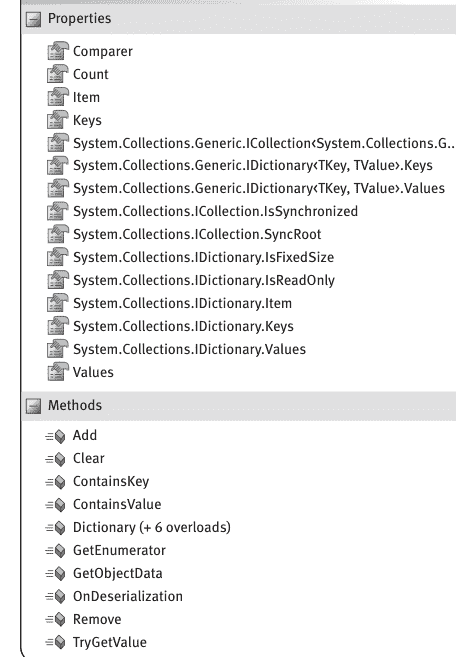 Properties
Comparer
Count
Item
Keys
System.Collections.Generic.ICollection<System.Collections.G..
System.Collections.Generic.IDictionary<TKey, TValue>.Keys
System.Collections.Generic.IDictionary<TKey, TValue>.Values
System.Collections.ICollection.IsSynchronized
System.Collections.ICollection.SyncRoot
System.Collections.IDictionary.IsFixedSize
System.Collections.IDictionary.IsReadOnly
System.Collections.IDictionary.Item
System.Collections.IDictionary.Keys
System.Collections.IDictionary.Values
Values
Methods
Add
Clear
ContainsKey
ContainsValue
Dictionary (+ 6 overloads)
GetEnumerator
GetObjectData
OnDeserialization
Remove
TryGetValue